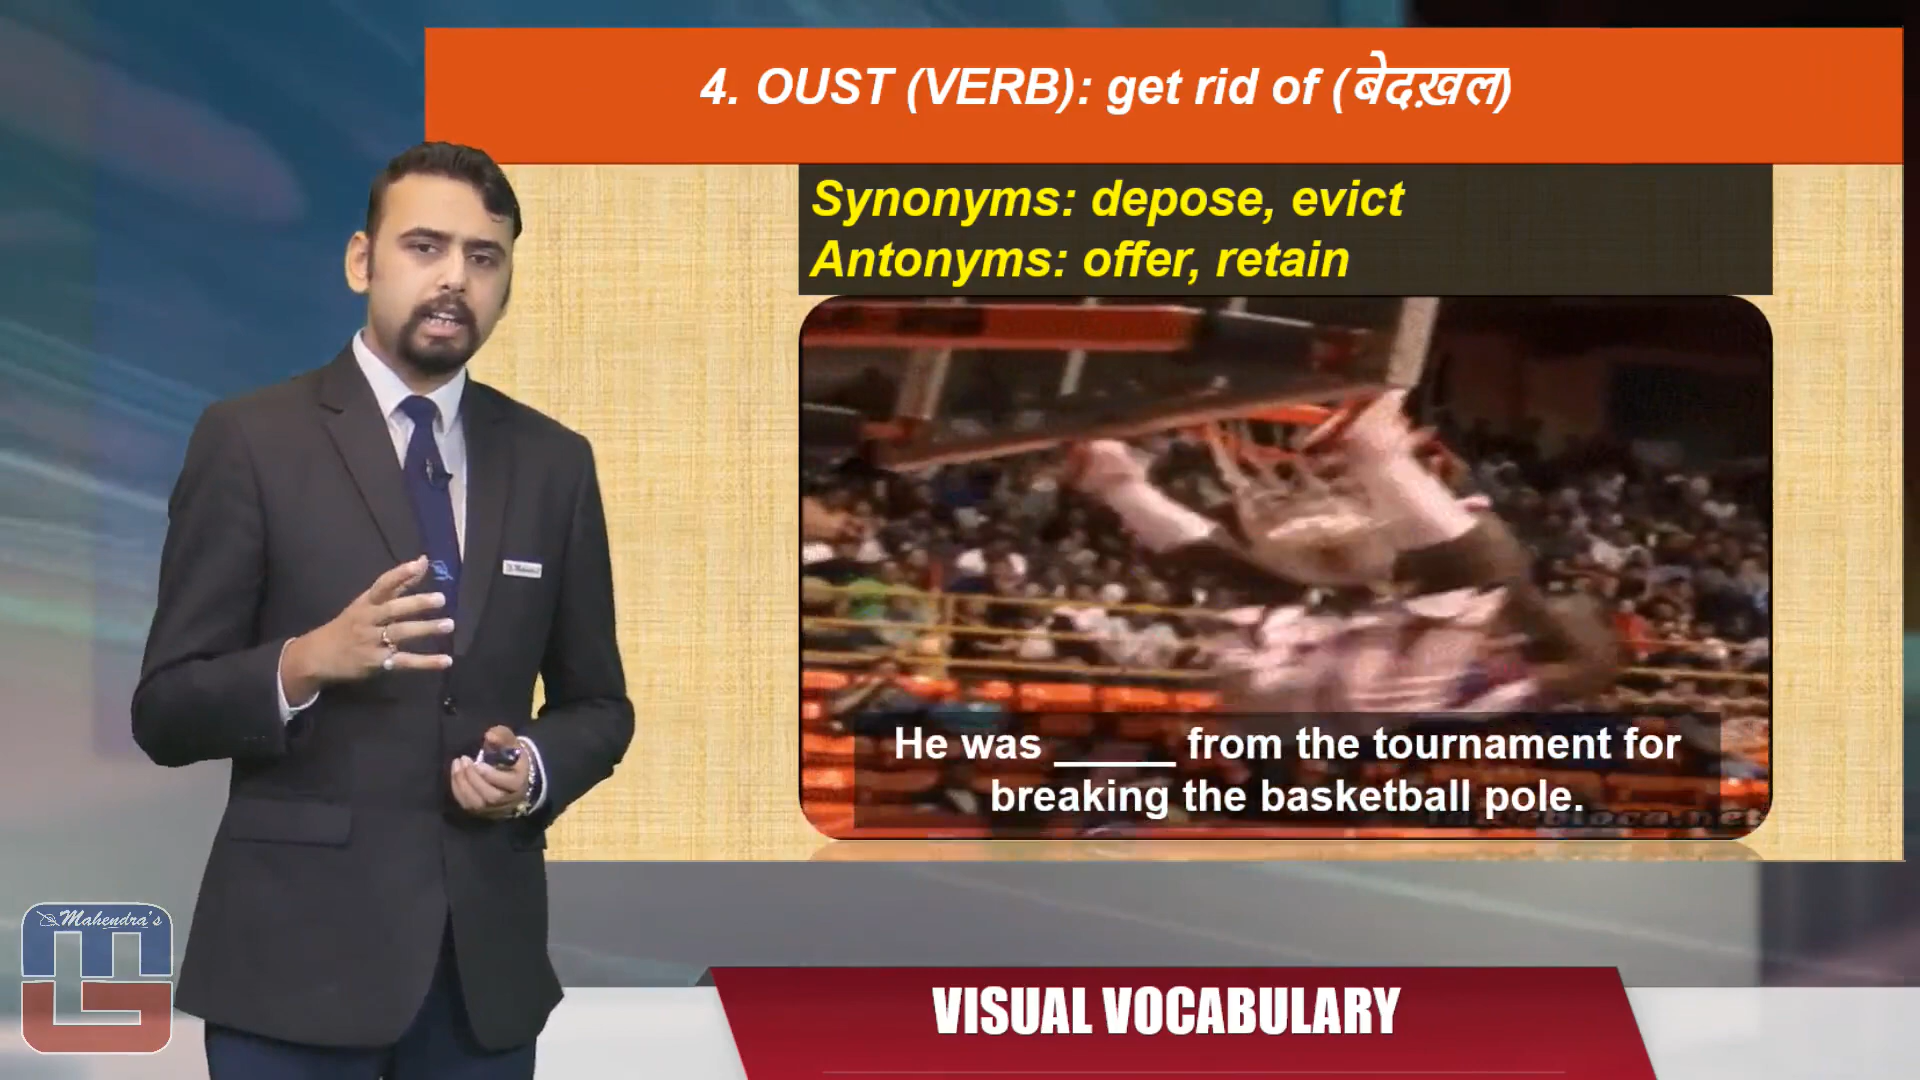 4. OUST (VERB): get rid of (बेदख़ल)
Synonyms: depose, evict
Antonyms: offer, retain
He was _____ from the tournament for
breaking the basketball pole.
Mahendra's
VISUAL VOCABULARY